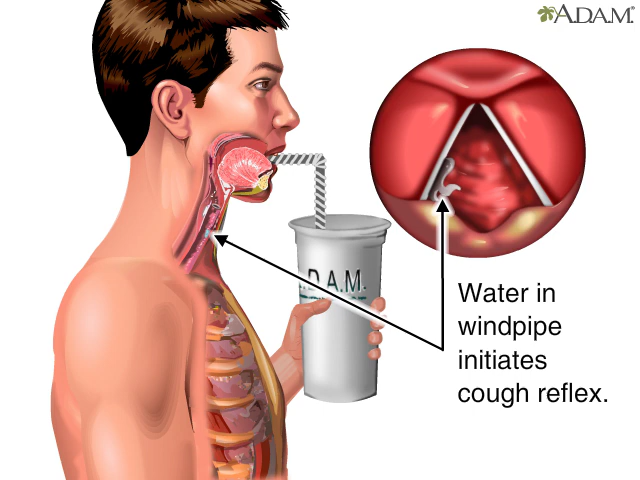 A.D.A.M.
.D.A.M.
Water in
windpipe
initiates
cough reflex.